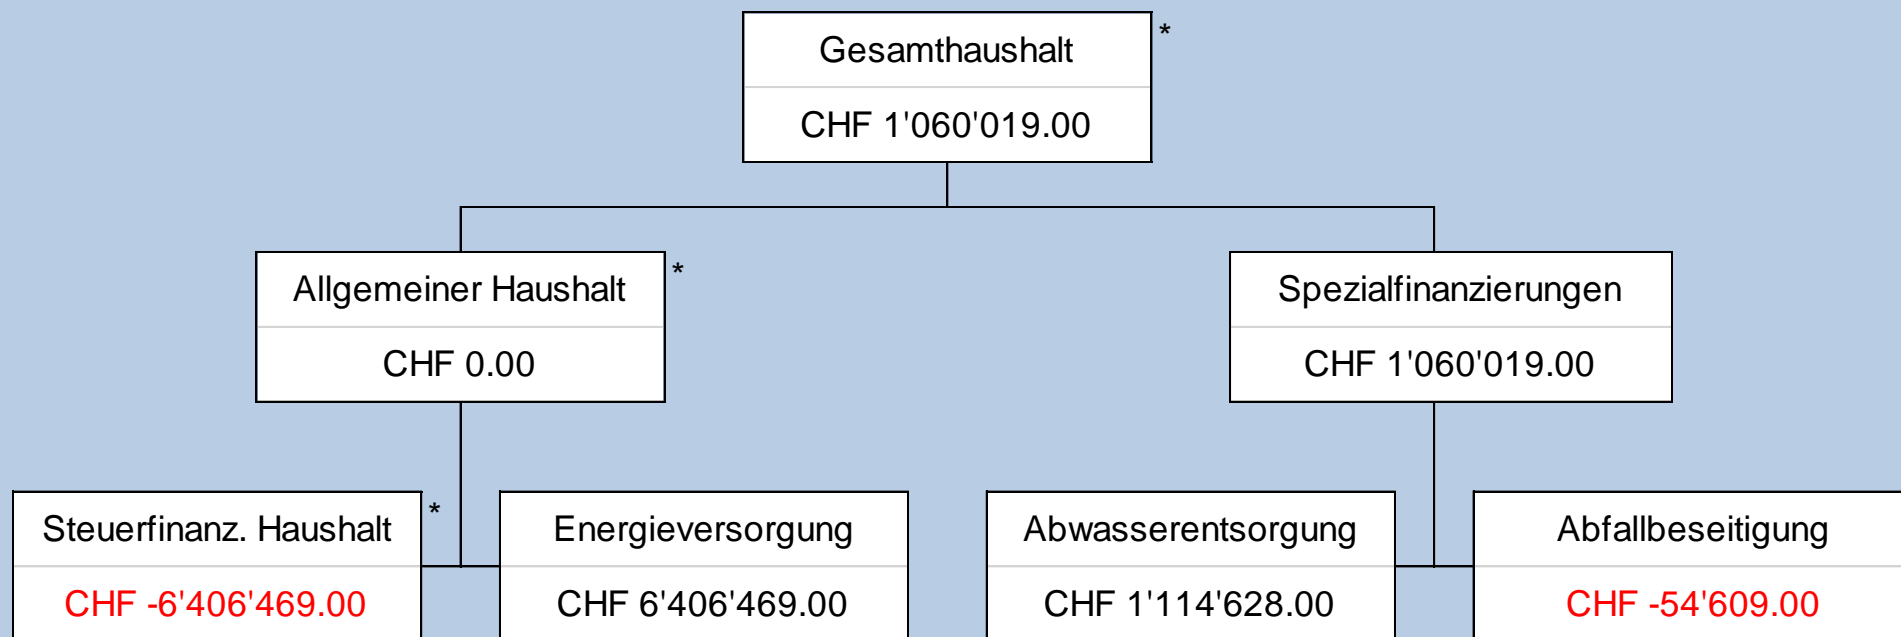 Gesamthaushalt *
CHF 1'060'019.00
Allgemeiner Haushalt *
CHF 0.00
Spezialfinanzierungen
CHF 1'060'019.00
Steuerfinanz. Haushalt *
CHF -6'406'469.00
Energieversorgung
CHF 6'406'469.00
Abwasserentsorgung
CHF 1'114'628.00
Abfallbeseitigung
CHF -54'609.00